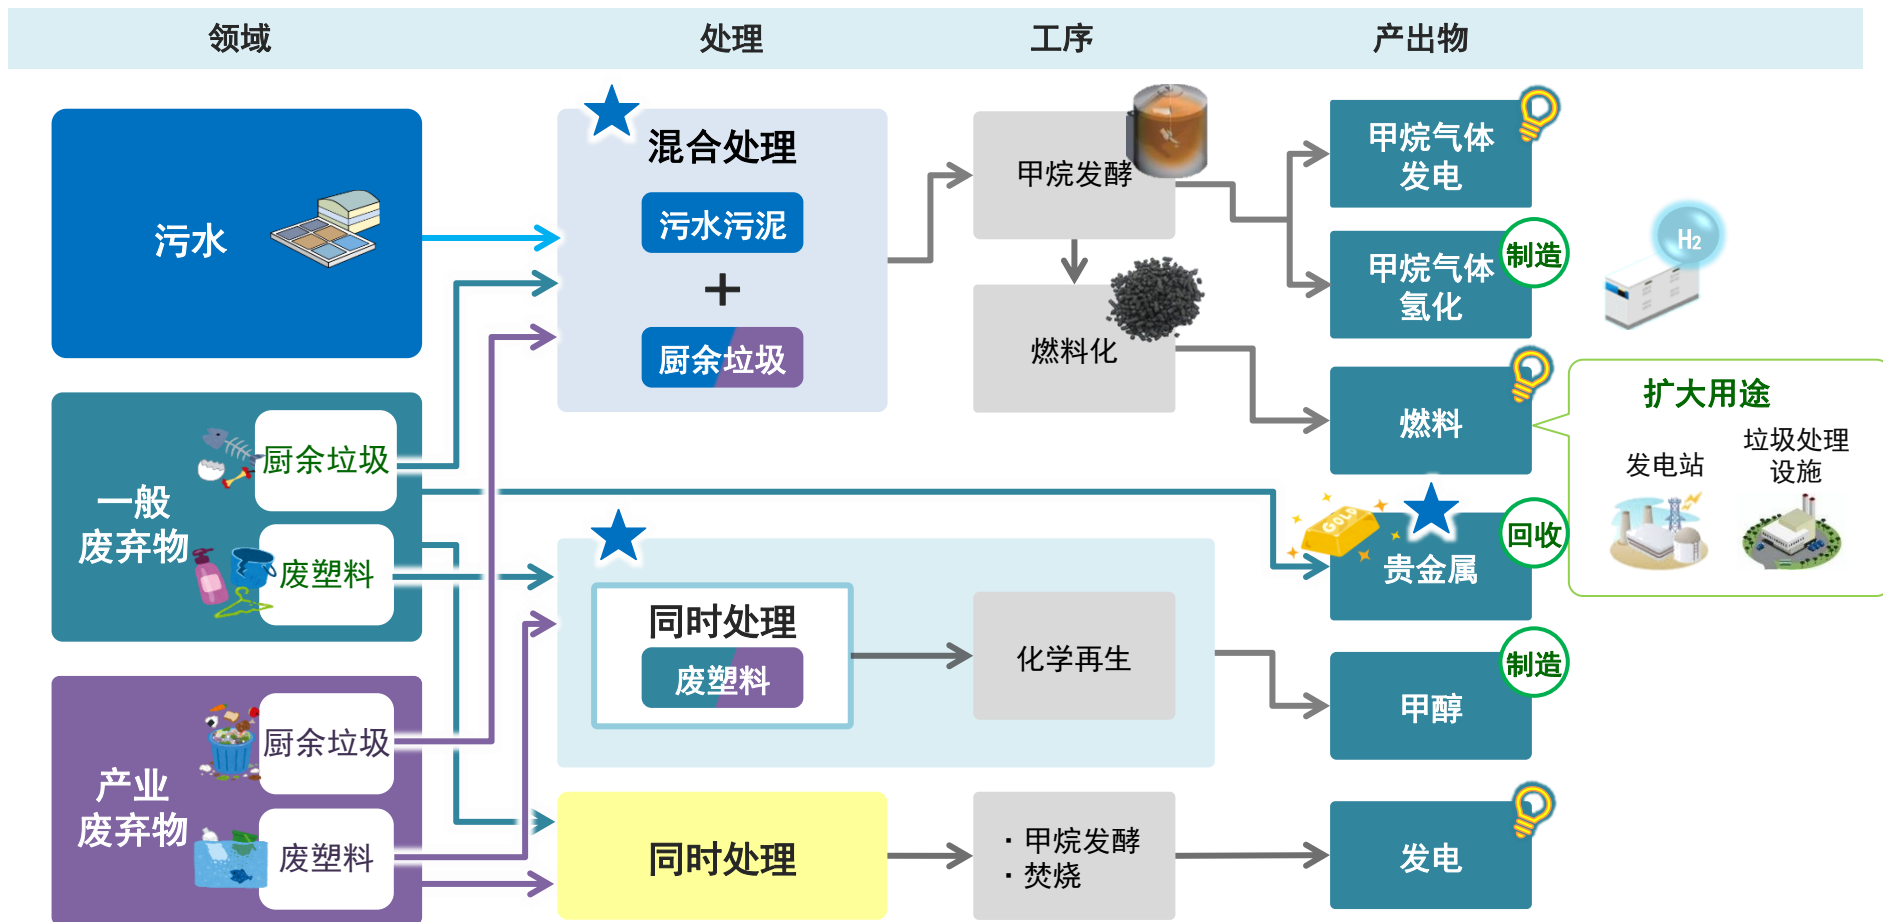 领域
处理
工序
产出物
污水
混合处理
污水污泥
+
厨余垃圾
甲烷发酵
燃料化
甲烷气体
发电
甲烷气体
氢化
制造
H2
燃料
扩大用途
发电站
垃圾处理
设施
一般
废弃物
厨余垃圾
废塑料
GOLD
贵金属
回收
同时处理
废塑料
化学再生
甲醇
制造
产业
废弃物
厨余垃圾
废塑料
同时处理
・甲烷发酵
・焚烧
发电